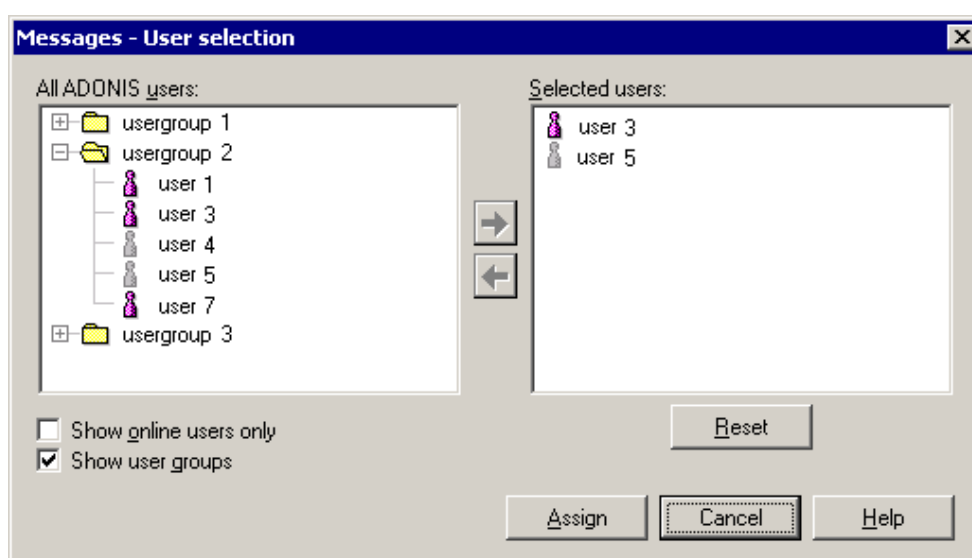 Messages - User selection
All ADONIS users:
usergroup 1
usergroup 2
user 1
user 3
user 4
user 5
user 7
usergroup 3
Show online users only
Show user groups
Selected users:
user 3
user 5
Reset
Assign
Cancel
Help